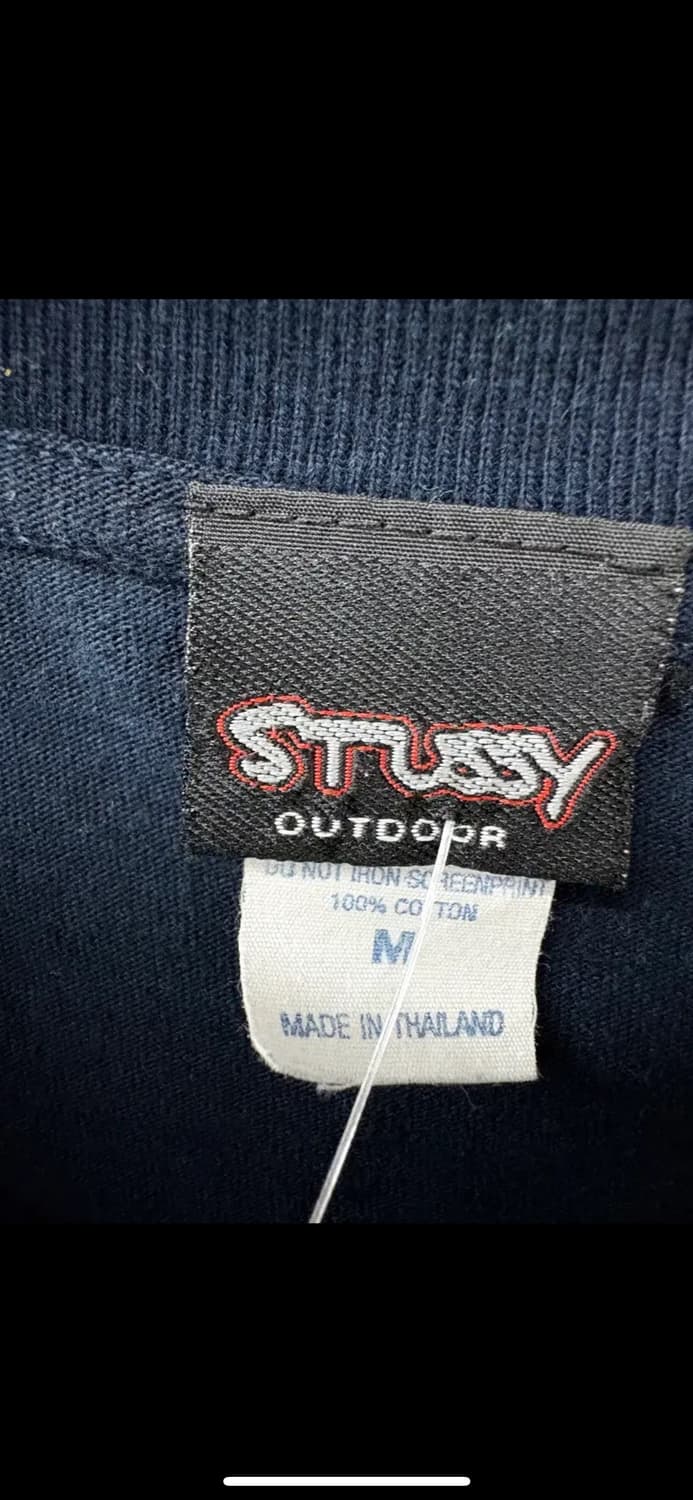 STUSSY
OUTDOOR
DO NOT IRON SCREENPRINT
100% COTTON
M
MADE IN THAILAND